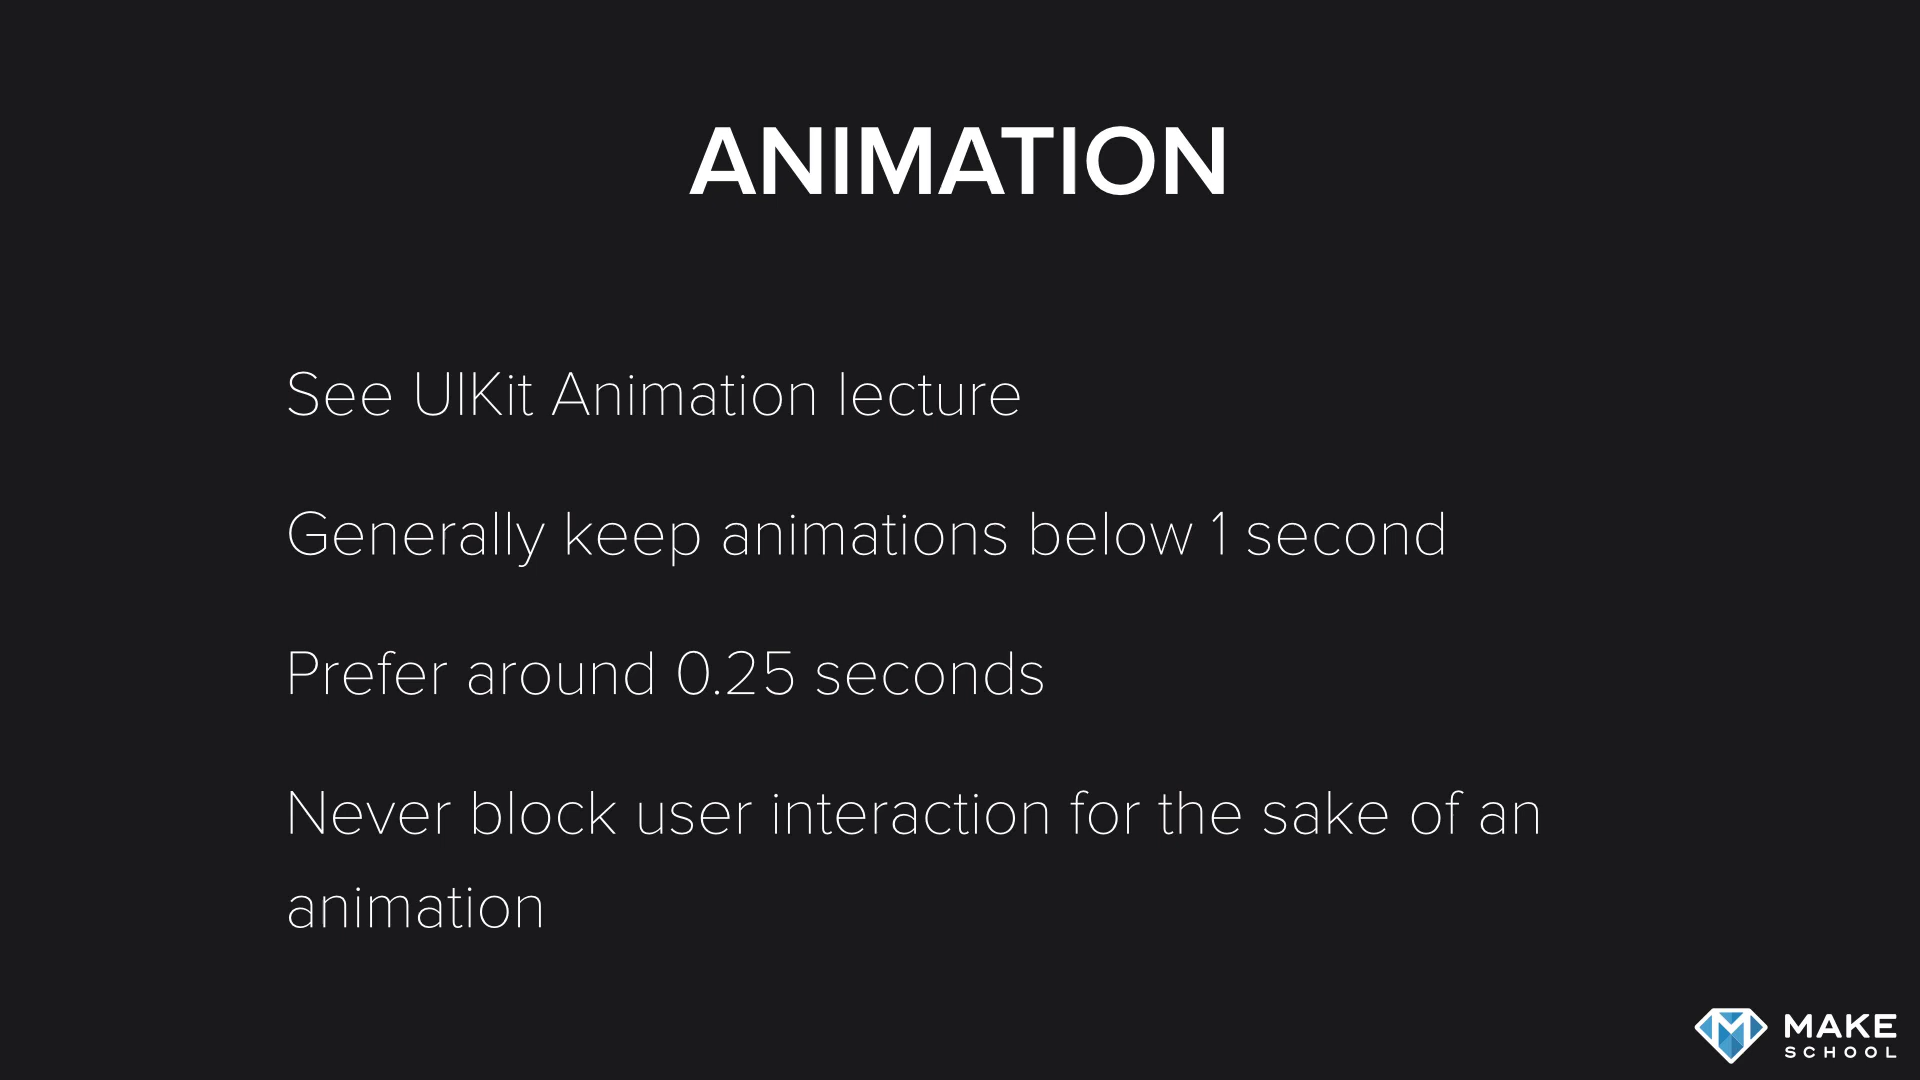 ANIMATION
See UIKit Animation lecture
Generally keep animations below 1 second
Prefer around 0.25 seconds
Never block user interaction for the sake of an
animation
MAKE
SCHOOL